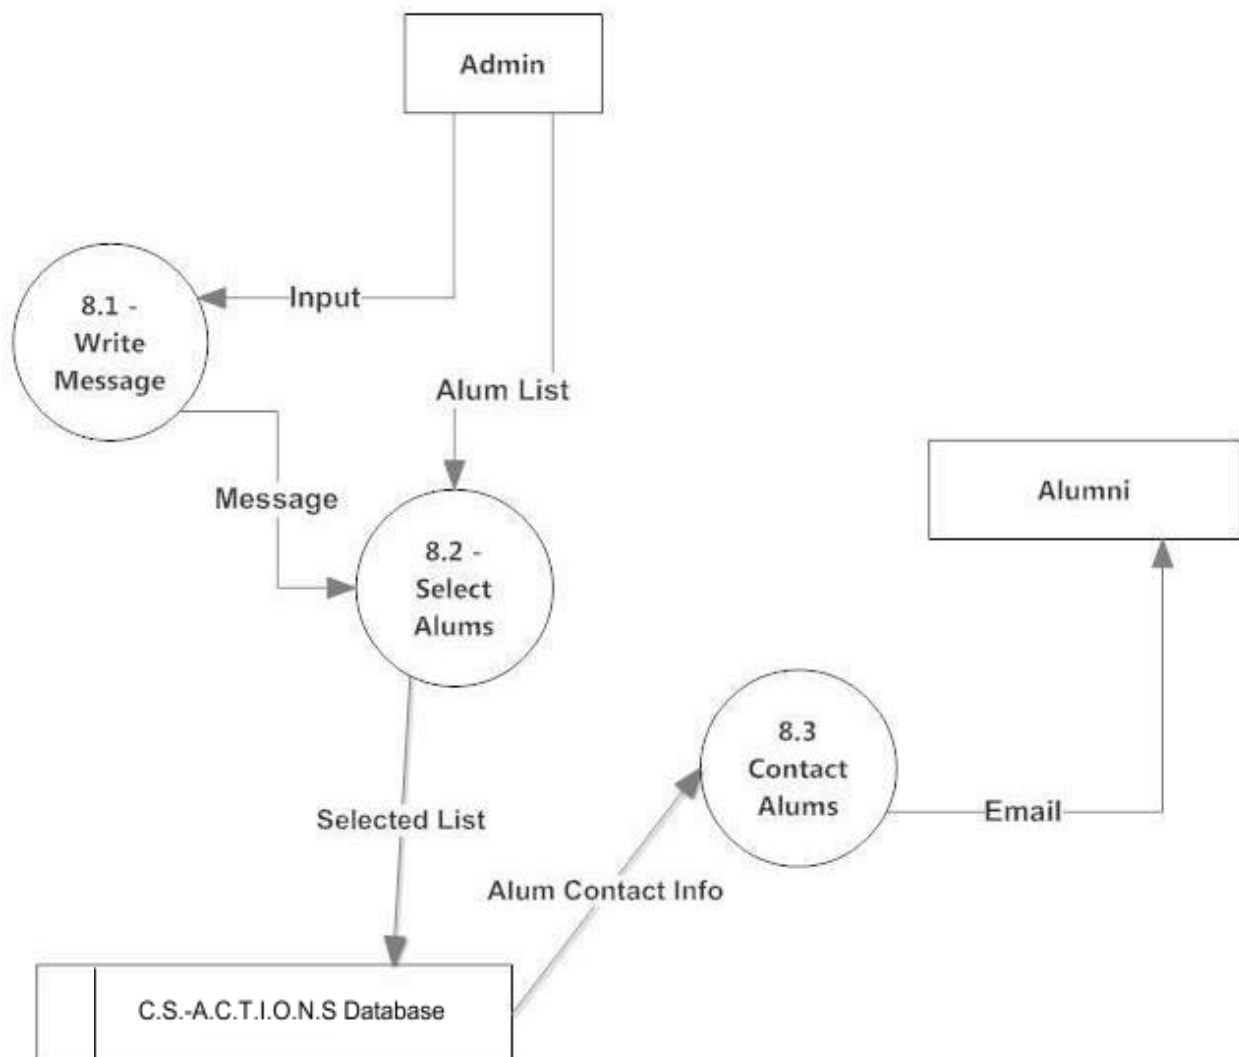 Admin
Input
8.1 -
Write
Message
Alum List
Message
Alumni
8.2 -
Select
Alums
8.3
Contact
Alums
Selected List
Email
Alum Contact Info
C.S.-A.C.T.I.O.N.S Database